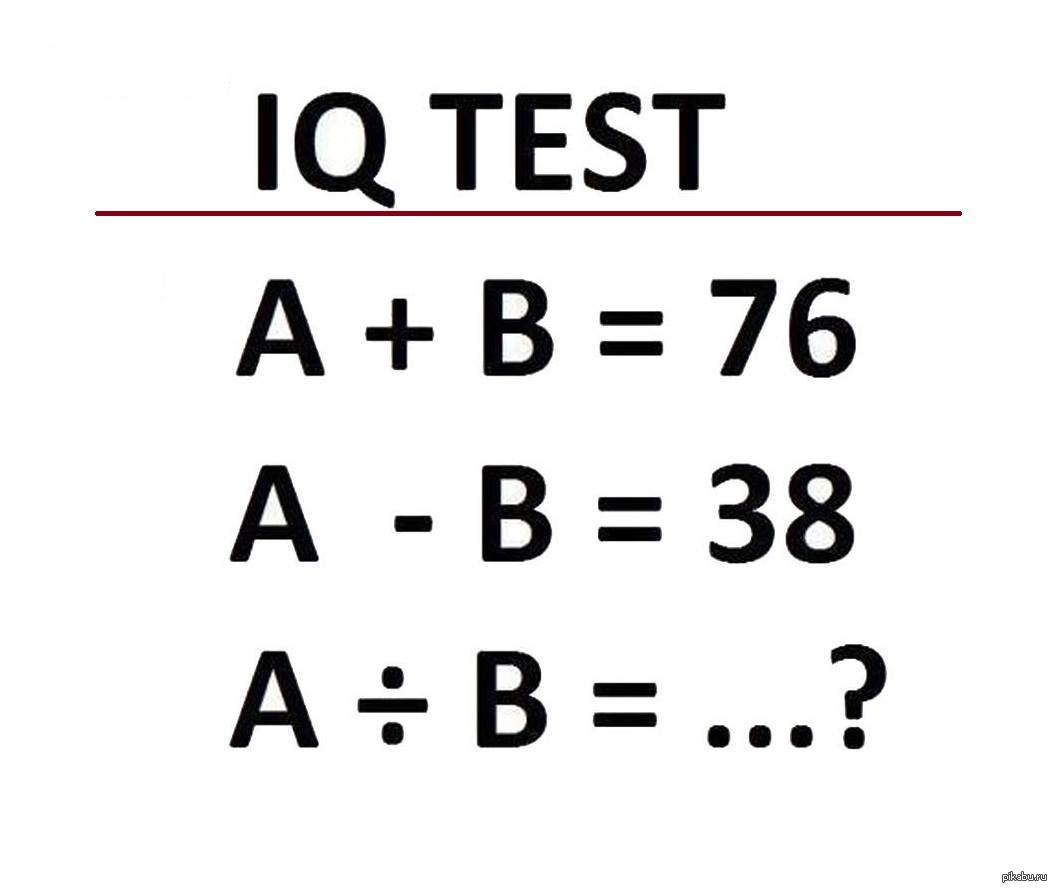 IQ TEST
A + B = 76
A - B = 38
A ÷ B = ...?
pikabu.ru